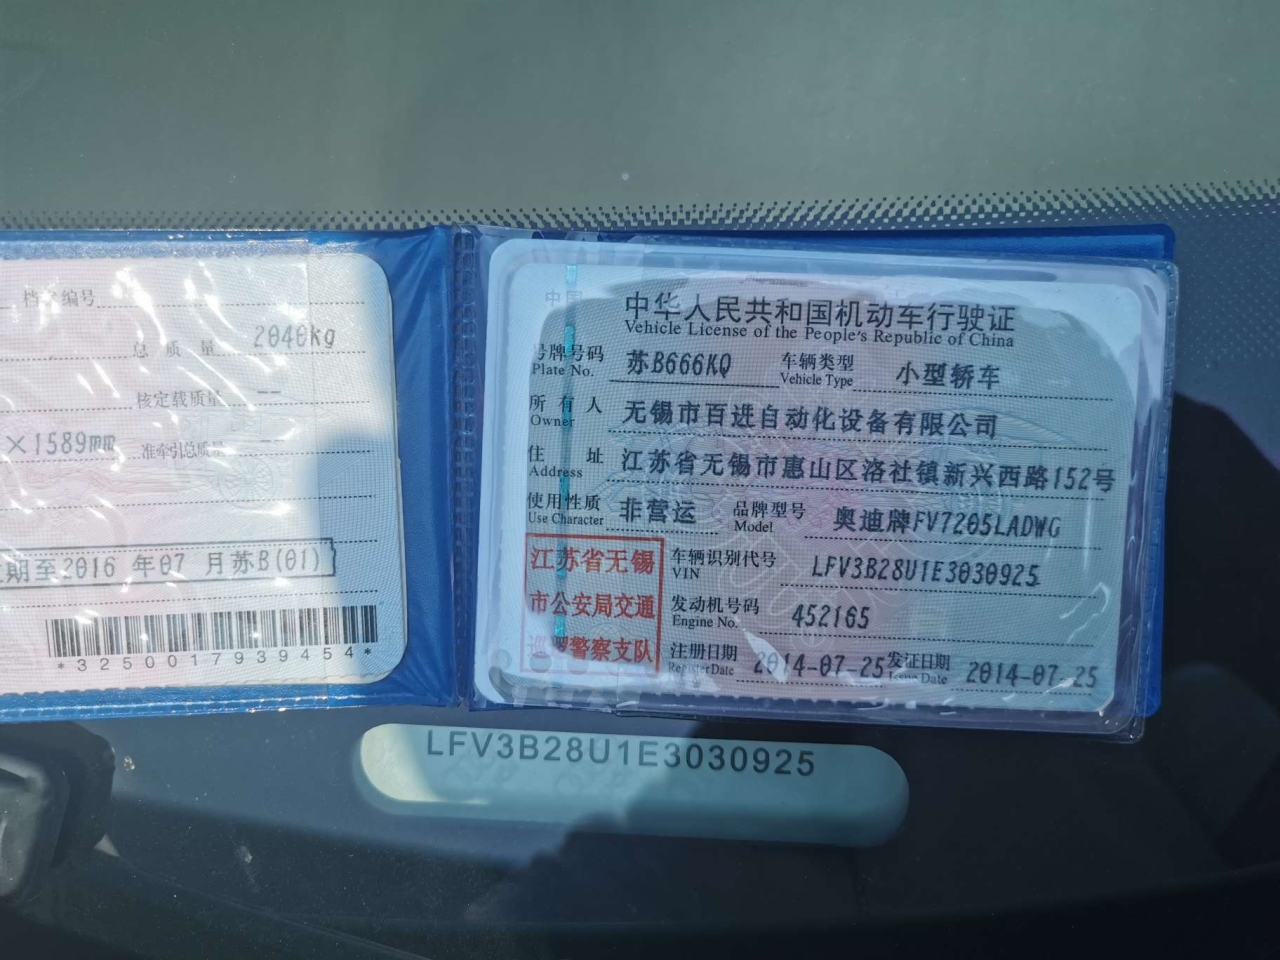 档案编号
总质量 2040kg
核定载质量 --
×1589mm 准牵引总质量 --
期至2016年07月苏B(01)
*3250017939454*
中国
中华人民共和国机动车行驶证
Vehicle License of the People's Republic of China
号牌号码 苏B666KQ 车辆类型 小型轿车
Plate No. Vehicle Type
所有人 无锡市百进自动化设备有限公司
Owner
住址 江苏省无锡市惠山区洛社镇新兴西路152号
Address
使用性质 非营运 品牌型号 奥迪牌FV7205LADWG
Use Character Model
江苏省无锡
市公安局交通
巡逻警察支队
车辆识别代号 LFV3B28U1E3030925
VIN
发动机号码 452165
Engine No.
注册日期 2014-07-25 发证日期 2014-07-25
Register Date Issue Date
LFV3B28U1E3030925